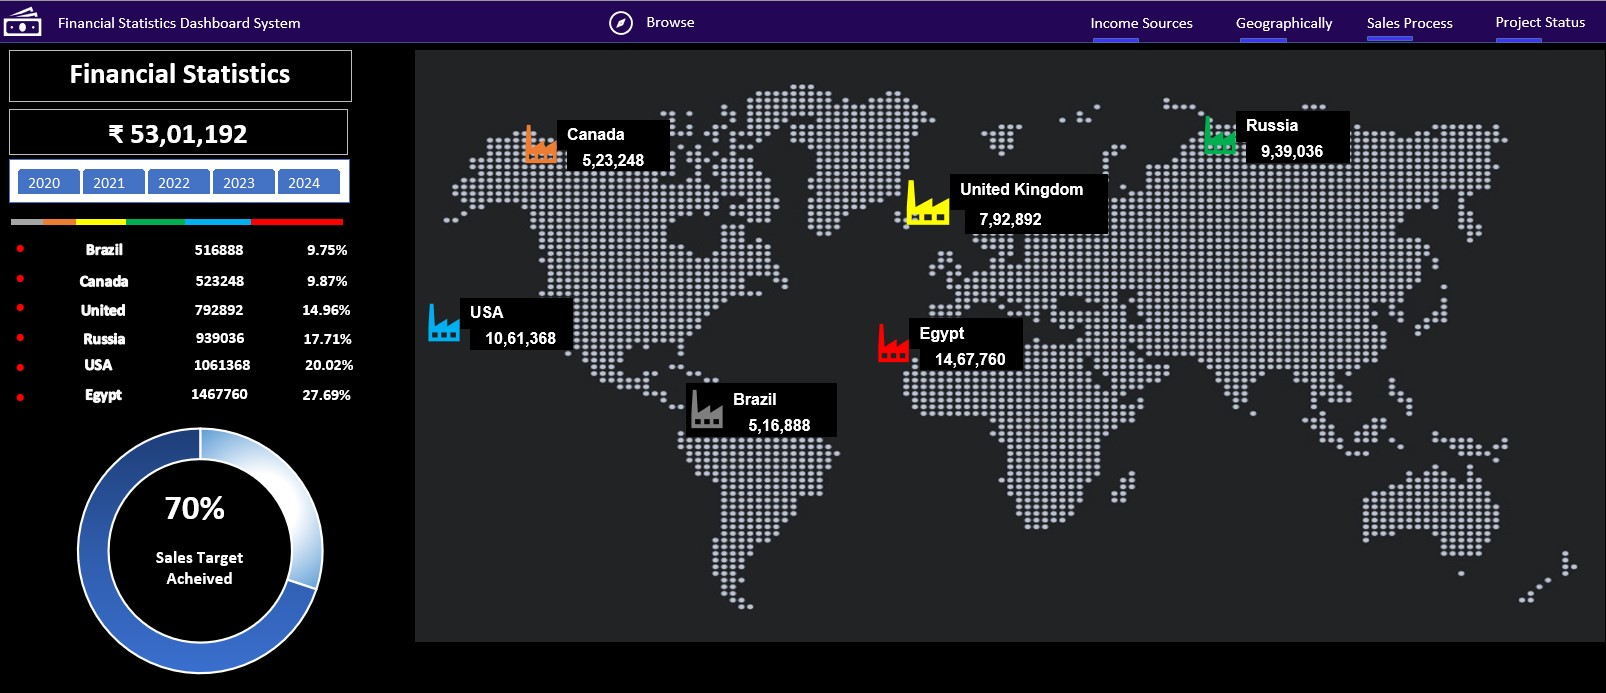 Financial Statistics Dashboard System
Browse
Income Sources
Geographically
Sales Process
Project Status
Financial Statistics
₹ 53,01,192
2020 2021 2022 2023 2024
Brazil 516888 9.75%
Canada 523248 9.87%
United 792892 14.96%
Russia 939036 17.71%
USA 1061368 20.02%
Egypt 1467760 27.69%
70%
Sales Target
Acheived
Canada
5,23,248
Russia
9,39,036
United Kingdom
7,92,892
USA
10,61,368
Egypt
14,67,760
Brazil
5,16,888